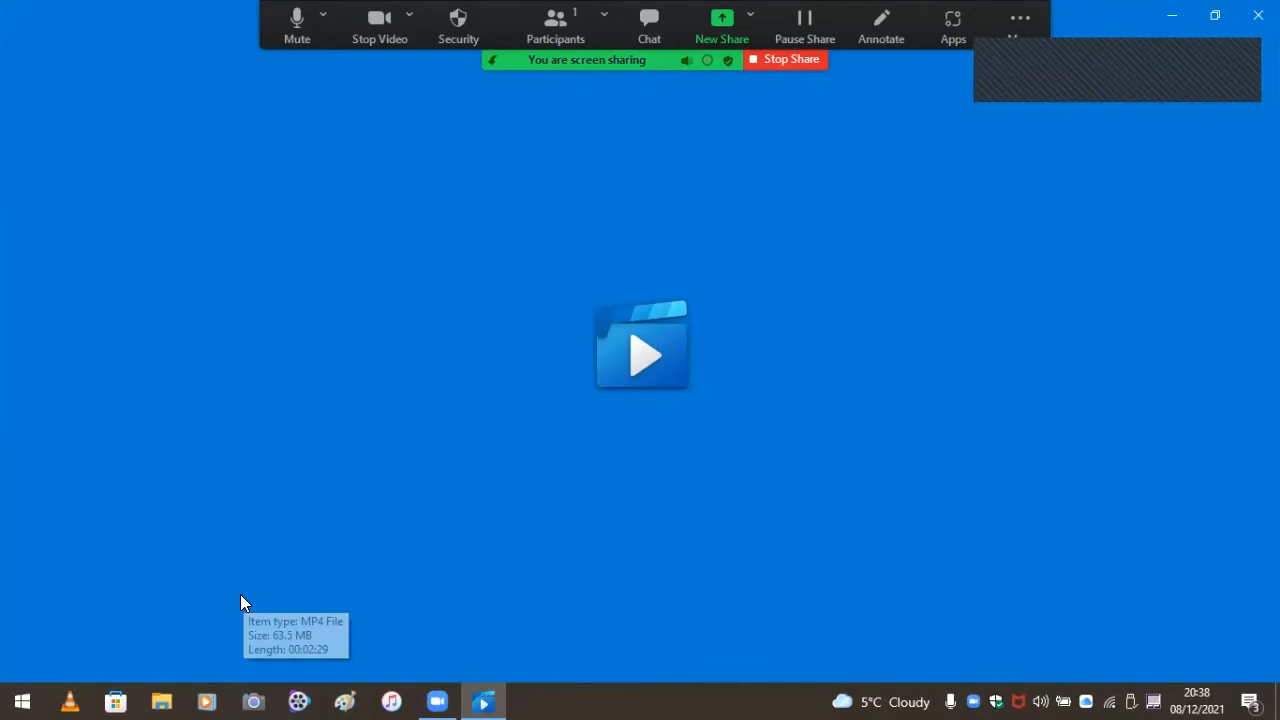 Mute
Stop Video
Security
1
Participants
Chat
New Share
Pause Share
Annotate
Apps
You are screen sharing
Stop Share
Item type: MP4 File
Size: 63.5 MB
Length: 00:02:29
5°C Cloudy
20:38
08/12/2021
3